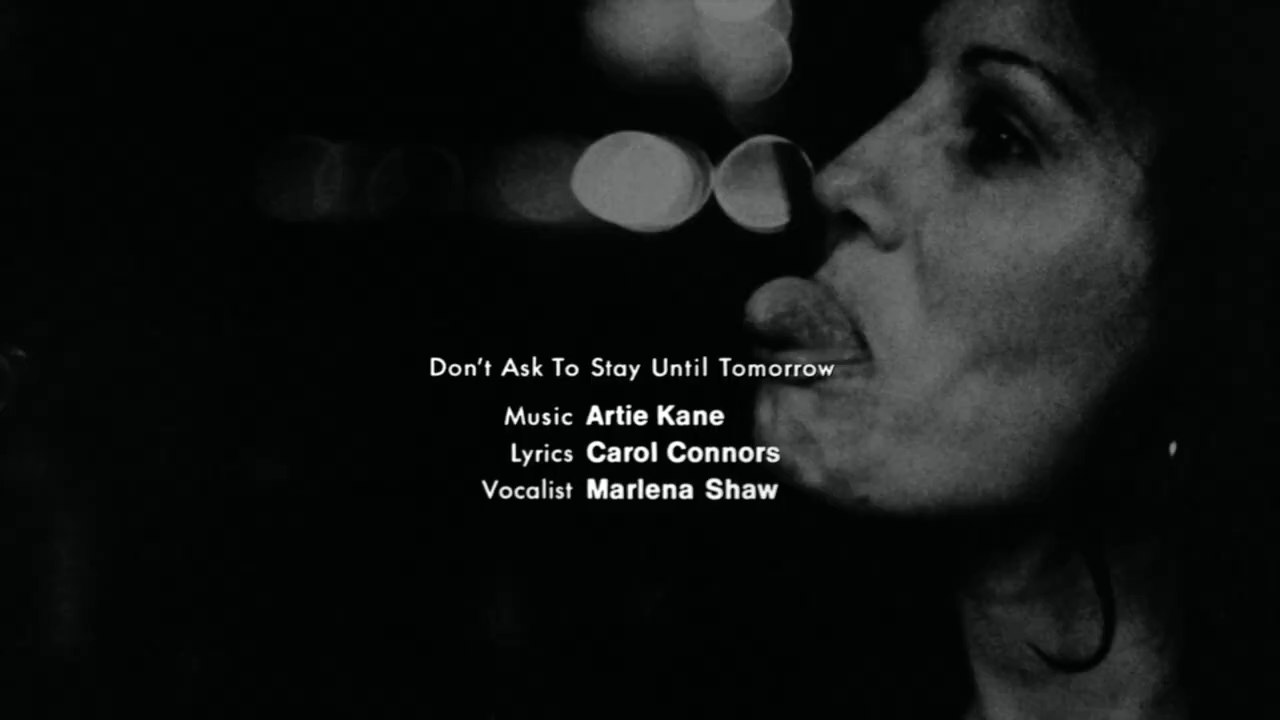 Don't Ask To Stay Until Tomorrow
Music Artie Kane
Lyrics Carol Connors
Vocalist Marlena Shaw